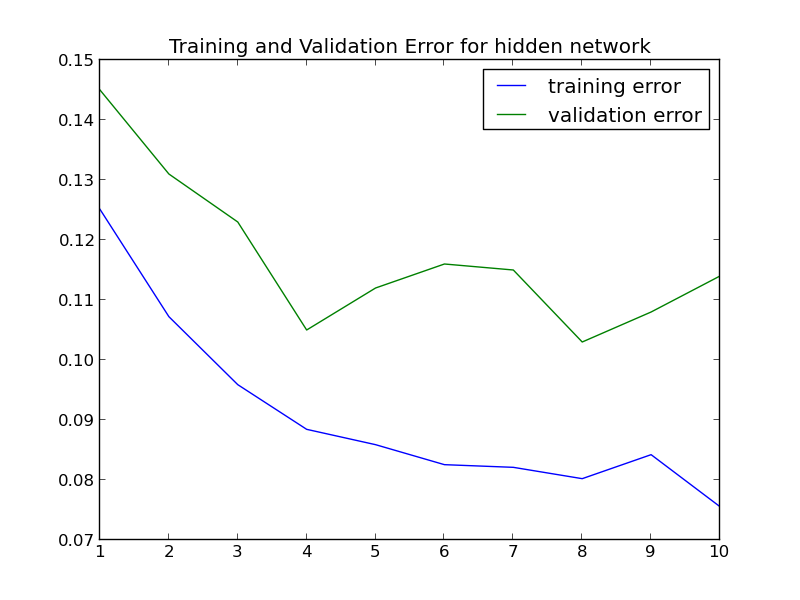 Training and Validation Error for hidden network
0.15
0.14
0.13
0.12
0.11
0.10
0.09
0.08
0.07
training error
validation error
1 2 3 4 5 6 7 8 9 10